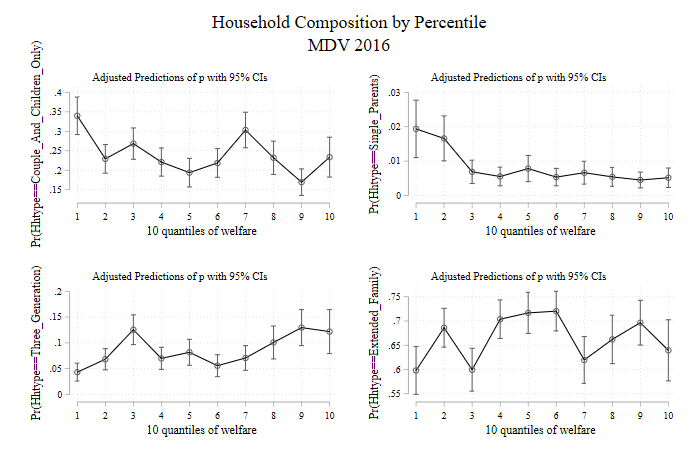 Household Composition by Percentile
MDV 2016
Adjusted Predictions of p with 95% CIs
Pr(Hhtype==Couple_And_Children_Only)
.4
.35
.3
.25
.2
.15
1 2 3 4 5 6 7 8 9 10
10 quantiles of welfare
Adjusted Predictions of p with 95% CIs
Pr(Hhtype==Single_Parents)
.03
.02
.01
0
1 2 3 4 5 6 7 8 9 10
10 quantiles of welfare
Adjusted Predictions of p with 95% CIs
Pr(Hhtype==Three_Generation)
.2
.15
.1
.05
0
1 2 3 4 5 6 7 8 9 10
10 quantiles of welfare
Adjusted Predictions of p with 95% CIs
Pr(Hhtype==Extended_Family)
.75
.7
.65
.6
.55
1 2 3 4 5 6 7 8 9 10
10 quantiles of welfare